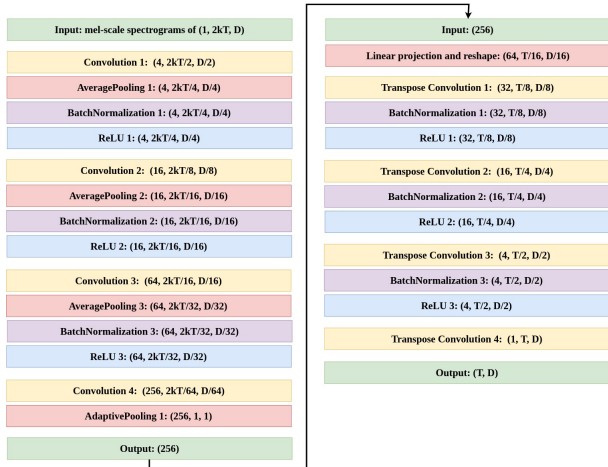 Input: mel-scale spectrograms of (1, 2kT, D)
Convolution 1: (4, 2kT/2, D/2)
AveragePooling 1: (4, 2kT/4, D/4)
BatchNormalization 1: (4, 2kT/4, D/4)
ReLU 1: (4, 2kT/4, D/4)
Convolution 2: (16, 2kT/8, D/8)
AveragePooling 2: (16, 2kT/16, D/16)
BatchNormalization 2: (16, 2kT/16, D/16)
ReLU 2: (16, 2kT/16, D/16)
Convolution 3: (64, 2kT/16, D/16)
AveragePooling 3: (64, 2kT/32, D/32)
BatchNormalization 3: (64, 2kT/32, D/32)
ReLU 3: (64, 2kT/32, D/32)
Convolution 4: (256, 2kT/64, D/64)
AdaptivePooling 1: (256, 1, 1)
Output: (256)
Input: (256)
Linear projection and reshape: (64, T/16, D/16)
Transpose Convolution 1: (32, T/8, D/8)
BatchNormalization 1: (32, T/8, D/8)
ReLU 1: (32, T/8, D/8)
Transpose Convolution 2: (16, T/4, D/4)
BatchNormalization 2: (16, T/4, D/4)
ReLU 2: (16, T/4, D/4)
Transpose Convolution 3: (4, T/2, D/2)
BatchNormalization 3: (4, T/2, D/2)
ReLU 3: (4, T/2, D/2)
Transpose Convolution 4: (1, T, D)
Output: (T, D)